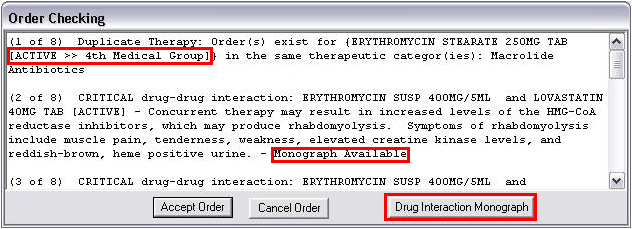 Order Checking
(1 of 8)  Duplicate Therapy: Order(s) exist for {ERYTHROMYCIN STEARATE 250MG TAB
[ACTIVE >> 4th Medical Group]} in the same therapeutic categor(ies): Macrolide
Antibiotics
(2 of 8)  CRITICAL drug-drug interaction: ERYTHROMYCIN SUSP 400MG/5ML  and LOVASTATIN
40MG TAB [ACTIVE] - Concurrent therapy may result in increased levels of the HMG-CoA
reductase inhibitors, which may produce rhabdomyolysis.  Symptoms of rhabdomyolysis
include muscle pain, tenderness, weakness, elevated creatine kinase levels, and
reddish-brown, heme positive urine. - Monograph Available
(3 of 8)  CRITICAL drug-drug interaction: ERYTHROMYCIN SUSP 400MG/5ML  and
Accept Order
Cancel Order
Drug Interaction Monograph